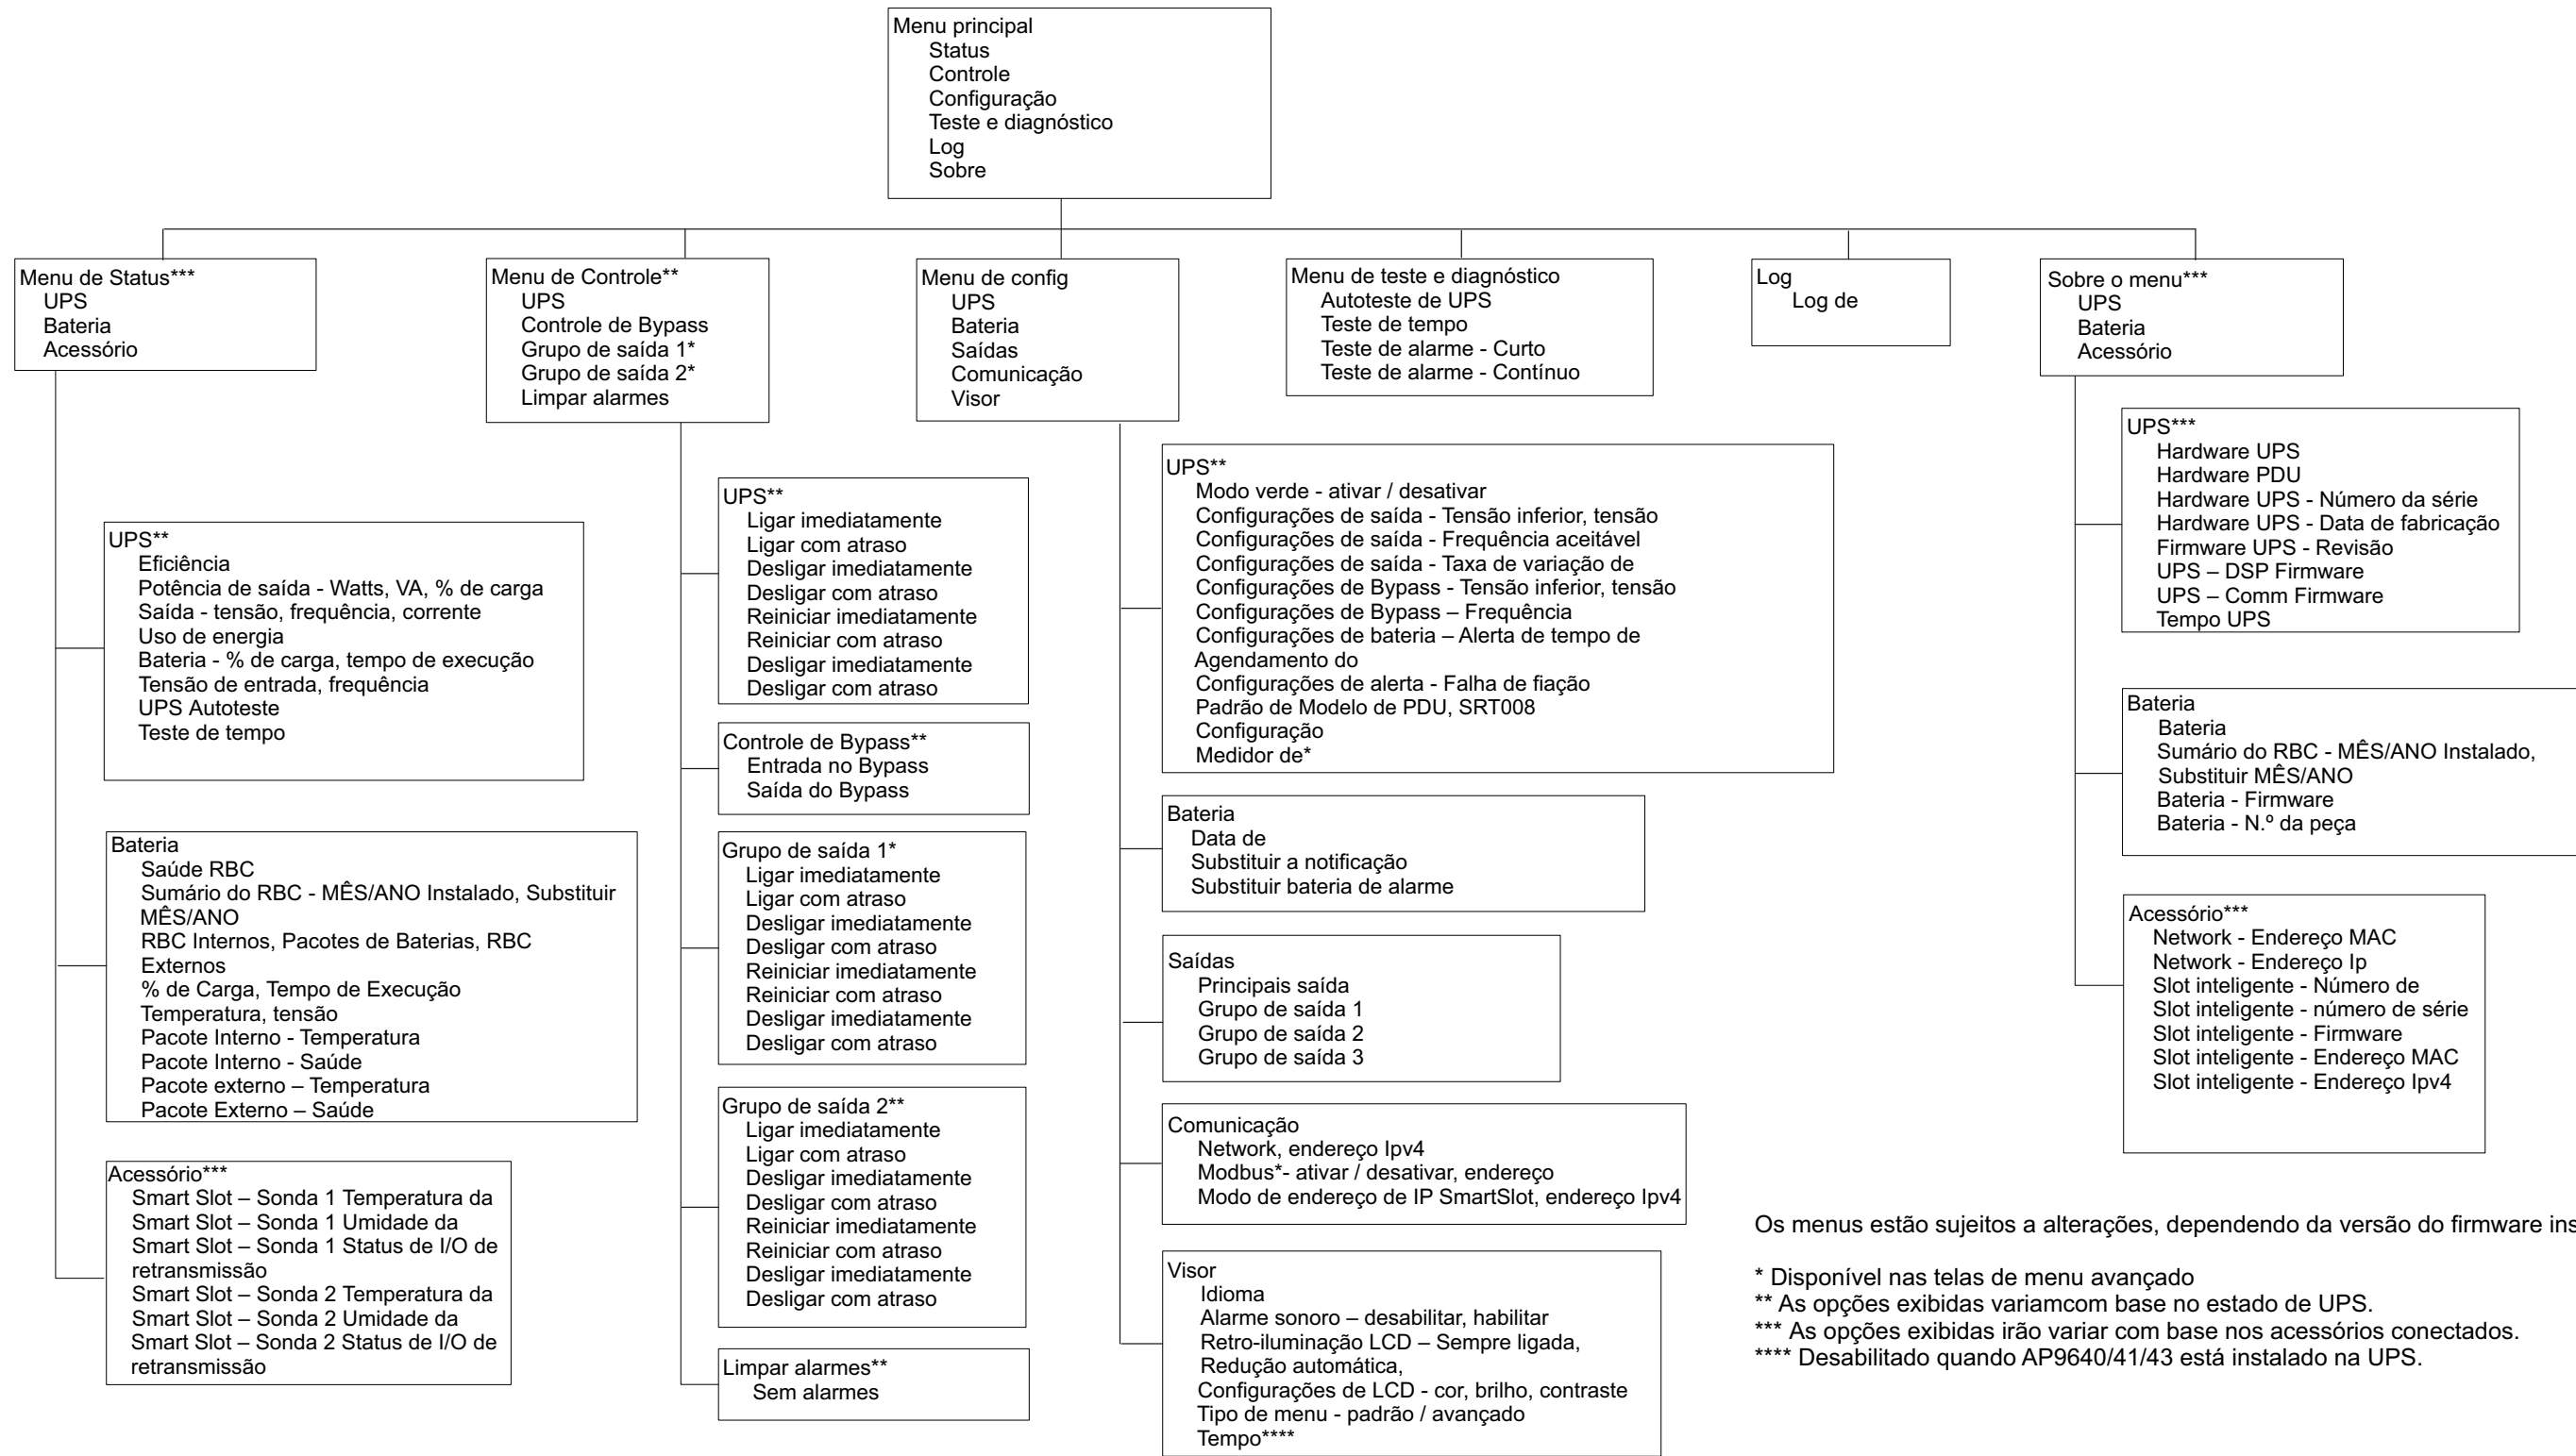 Menu principal
Status
Controle
Configuração
Teste e diagnóstico
Log
Sobre
Menu de Status***
UPS
Bateria
Acessório
Menu de Controle**
UPS
Controle de Bypass
Grupo de saída 1*
Grupo de saída 2*
Limpar alarmes
Menu de config
UPS
Bateria
Saídas
Comunicação
Visor
Menu de teste e diagnóstico
Autoteste de UPS
Teste de tempo
Teste de alarme - Curto
Teste de alarme - Contínuo
Log
Log de
Sobre o menu***
UPS
Bateria
Acessório
UPS**
Eficiência
Potência de saída - Watts, VA, % de carga
Saída - tensão, frequência, corrente
Uso de energia
Bateria - % de carga, tempo de execução
Tensão de entrada, frequência
UPS Autoteste
Teste de tempo
Bateria
Saúde RBC
Sumário do RBC - MÊS/ANO Instalado, Substituir
MÊS/ANO
RBC Internos, Pacotes de Baterias, RBC
Externos
% de Carga, Tempo de Execução
Temperatura, tensão
Pacote Interno - Temperatura
Pacote Interno - Saúde
Pacote externo – Temperatura
Pacote Externo – Saúde
Acessório***
Smart Slot – Sonda 1 Temperatura da
Smart Slot – Sonda 1 Umidade da
Smart Slot – Sonda 1 Status de I/O de
retransmissão
Smart Slot – Sonda 2 Temperatura da
Smart Slot – Sonda 2 Umidade da
Smart Slot – Sonda 2 Status de I/O de
retransmissão
UPS**
Ligar imediatamente
Ligar com atraso
Desligar imediatamente
Desligar com atraso
Reiniciar imediatamente
Reiniciar com atraso
Desligar imediatamente
Desligar com atraso
Controle de Bypass**
Entrada no Bypass
Saída do Bypass
Grupo de saída 1*
Ligar imediatamente
Ligar com atraso
Desligar imediatamente
Desligar com atraso
Reiniciar imediatamente
Reiniciar com atraso
Desligar imediatamente
Desligar com atraso
Grupo de saída 2**
Ligar imediatamente
Ligar com atraso
Desligar imediatamente
Desligar com atraso
Reiniciar imediatamente
Reiniciar com atraso
Desligar imediatamente
Desligar com atraso
Limpar alarmes**
Sem alarmes
UPS**
Modo verde - ativar / desativar
Configurações de saída - Tensão inferior, tensão
Configurações de saída - Frequência aceitável
Configurações de saída - Taxa de variação de
Configurações de Bypass - Tensão inferior, tensão
Configurações de Bypass – Frequência
Configurações de bateria – Alerta de tempo de
Agendamento do
Configurações de alerta - Falha de fiação
Padrão de Modelo de PDU, SRT008
Configuração
Medidor de*
Bateria
Data de
Substituir a notificação
Substituir bateria de alarme
Saídas
Principais saída
Grupo de saída 1
Grupo de saída 2
Grupo de saída 3
Comunicação
Network, endereço Ipv4
Modbus*- ativar / desativar, endereço
Modo de endereço de IP SmartSlot, endereço Ipv4
Visor
Idioma
Alarme sonoro – desabilitar, habilitar
Retro-iluminação LCD – Sempre ligada,
Redução automática,
Configurações de LCD - cor, brilho, contraste
Tipo de menu - padrão / avançado
Tempo****
UPS***
Hardware UPS
Hardware PDU
Hardware UPS - Número da série
Hardware UPS - Data de fabricação
Firmware UPS - Revisão
UPS – DSP Firmware
UPS – Comm Firmware
Tempo UPS
Bateria
Bateria
Sumário do RBC - MÊS/ANO Instalado,
Substituir MÊS/ANO
Bateria - Firmware
Bateria - N.º da peça
Acessório***
Network - Endereço MAC
Network - Endereço Ip
Slot inteligente - Número de
Slot inteligente - número de série
Slot inteligente - Firmware
Slot inteligente - Endereço MAC
Slot inteligente - Endereço Ipv4
Os menus estão sujeitos a alterações, dependendo da versão do firmware ins
* Disponível nas telas de menu avançado
** As opções exibidas variamcom base no estado de UPS.
*** As opções exibidas irão variar com base nos acessórios conectados.
**** Desabilitado quando AP9640/41/43 está instalado na UPS.